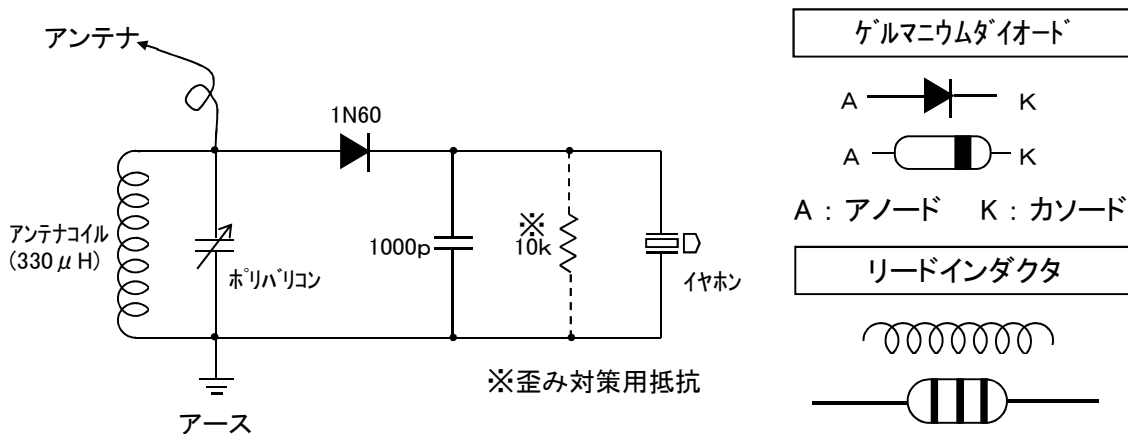 アンテナ
1N60
アンテナコイル
(330μH)
ポリバリコン
1000p
※
10k
イヤホン
※歪み対策用抵抗
アース
ゲルマニウムダイオード
A K
A K
A：アノード K：カソード
リードインダクタ